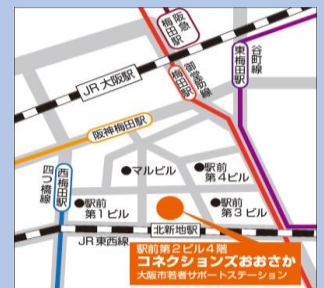 阪急
梅田駅
JR大阪駅
梅田駅
御堂筋線
東梅田駅
谷町線
阪神梅田駅
西梅田駅
四つ橋線
●マルビル
●駅前
第4ビル
●駅前
第1ビル
●駅前
第3ビル
北新地駅
JR東西線
駅前第2ビル4階
コネクションズおおさか
大阪市若者サポートステーション